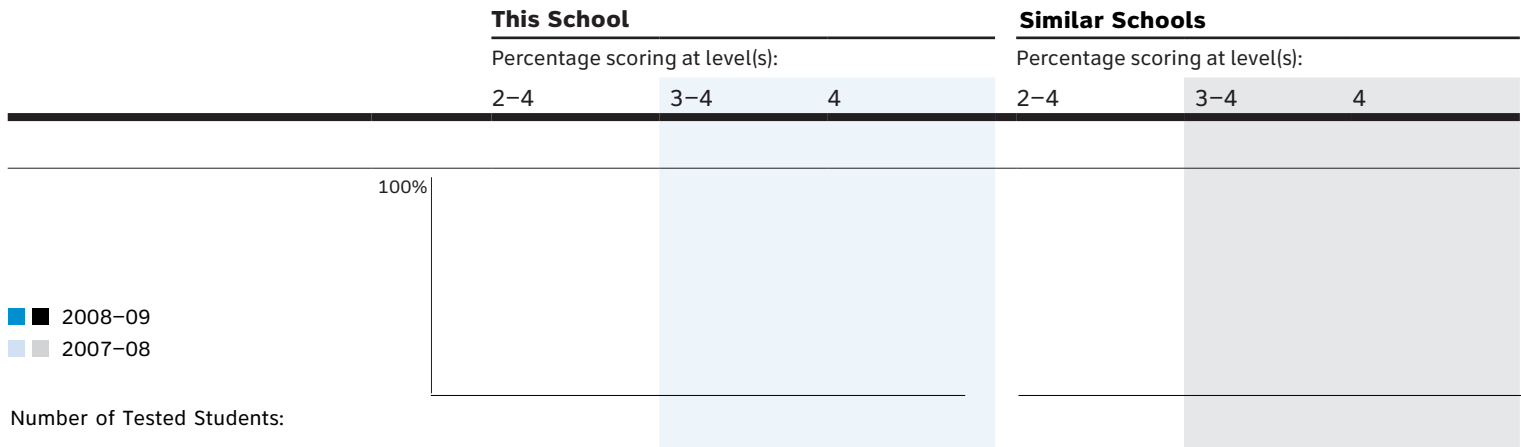 This School Similar Schools
Percentage scoring at level(s): Percentage scoring at level(s):
2–4 3–4 4 2–4 3–4 4
100%
2008–09
2007–08
Number of Tested Students: